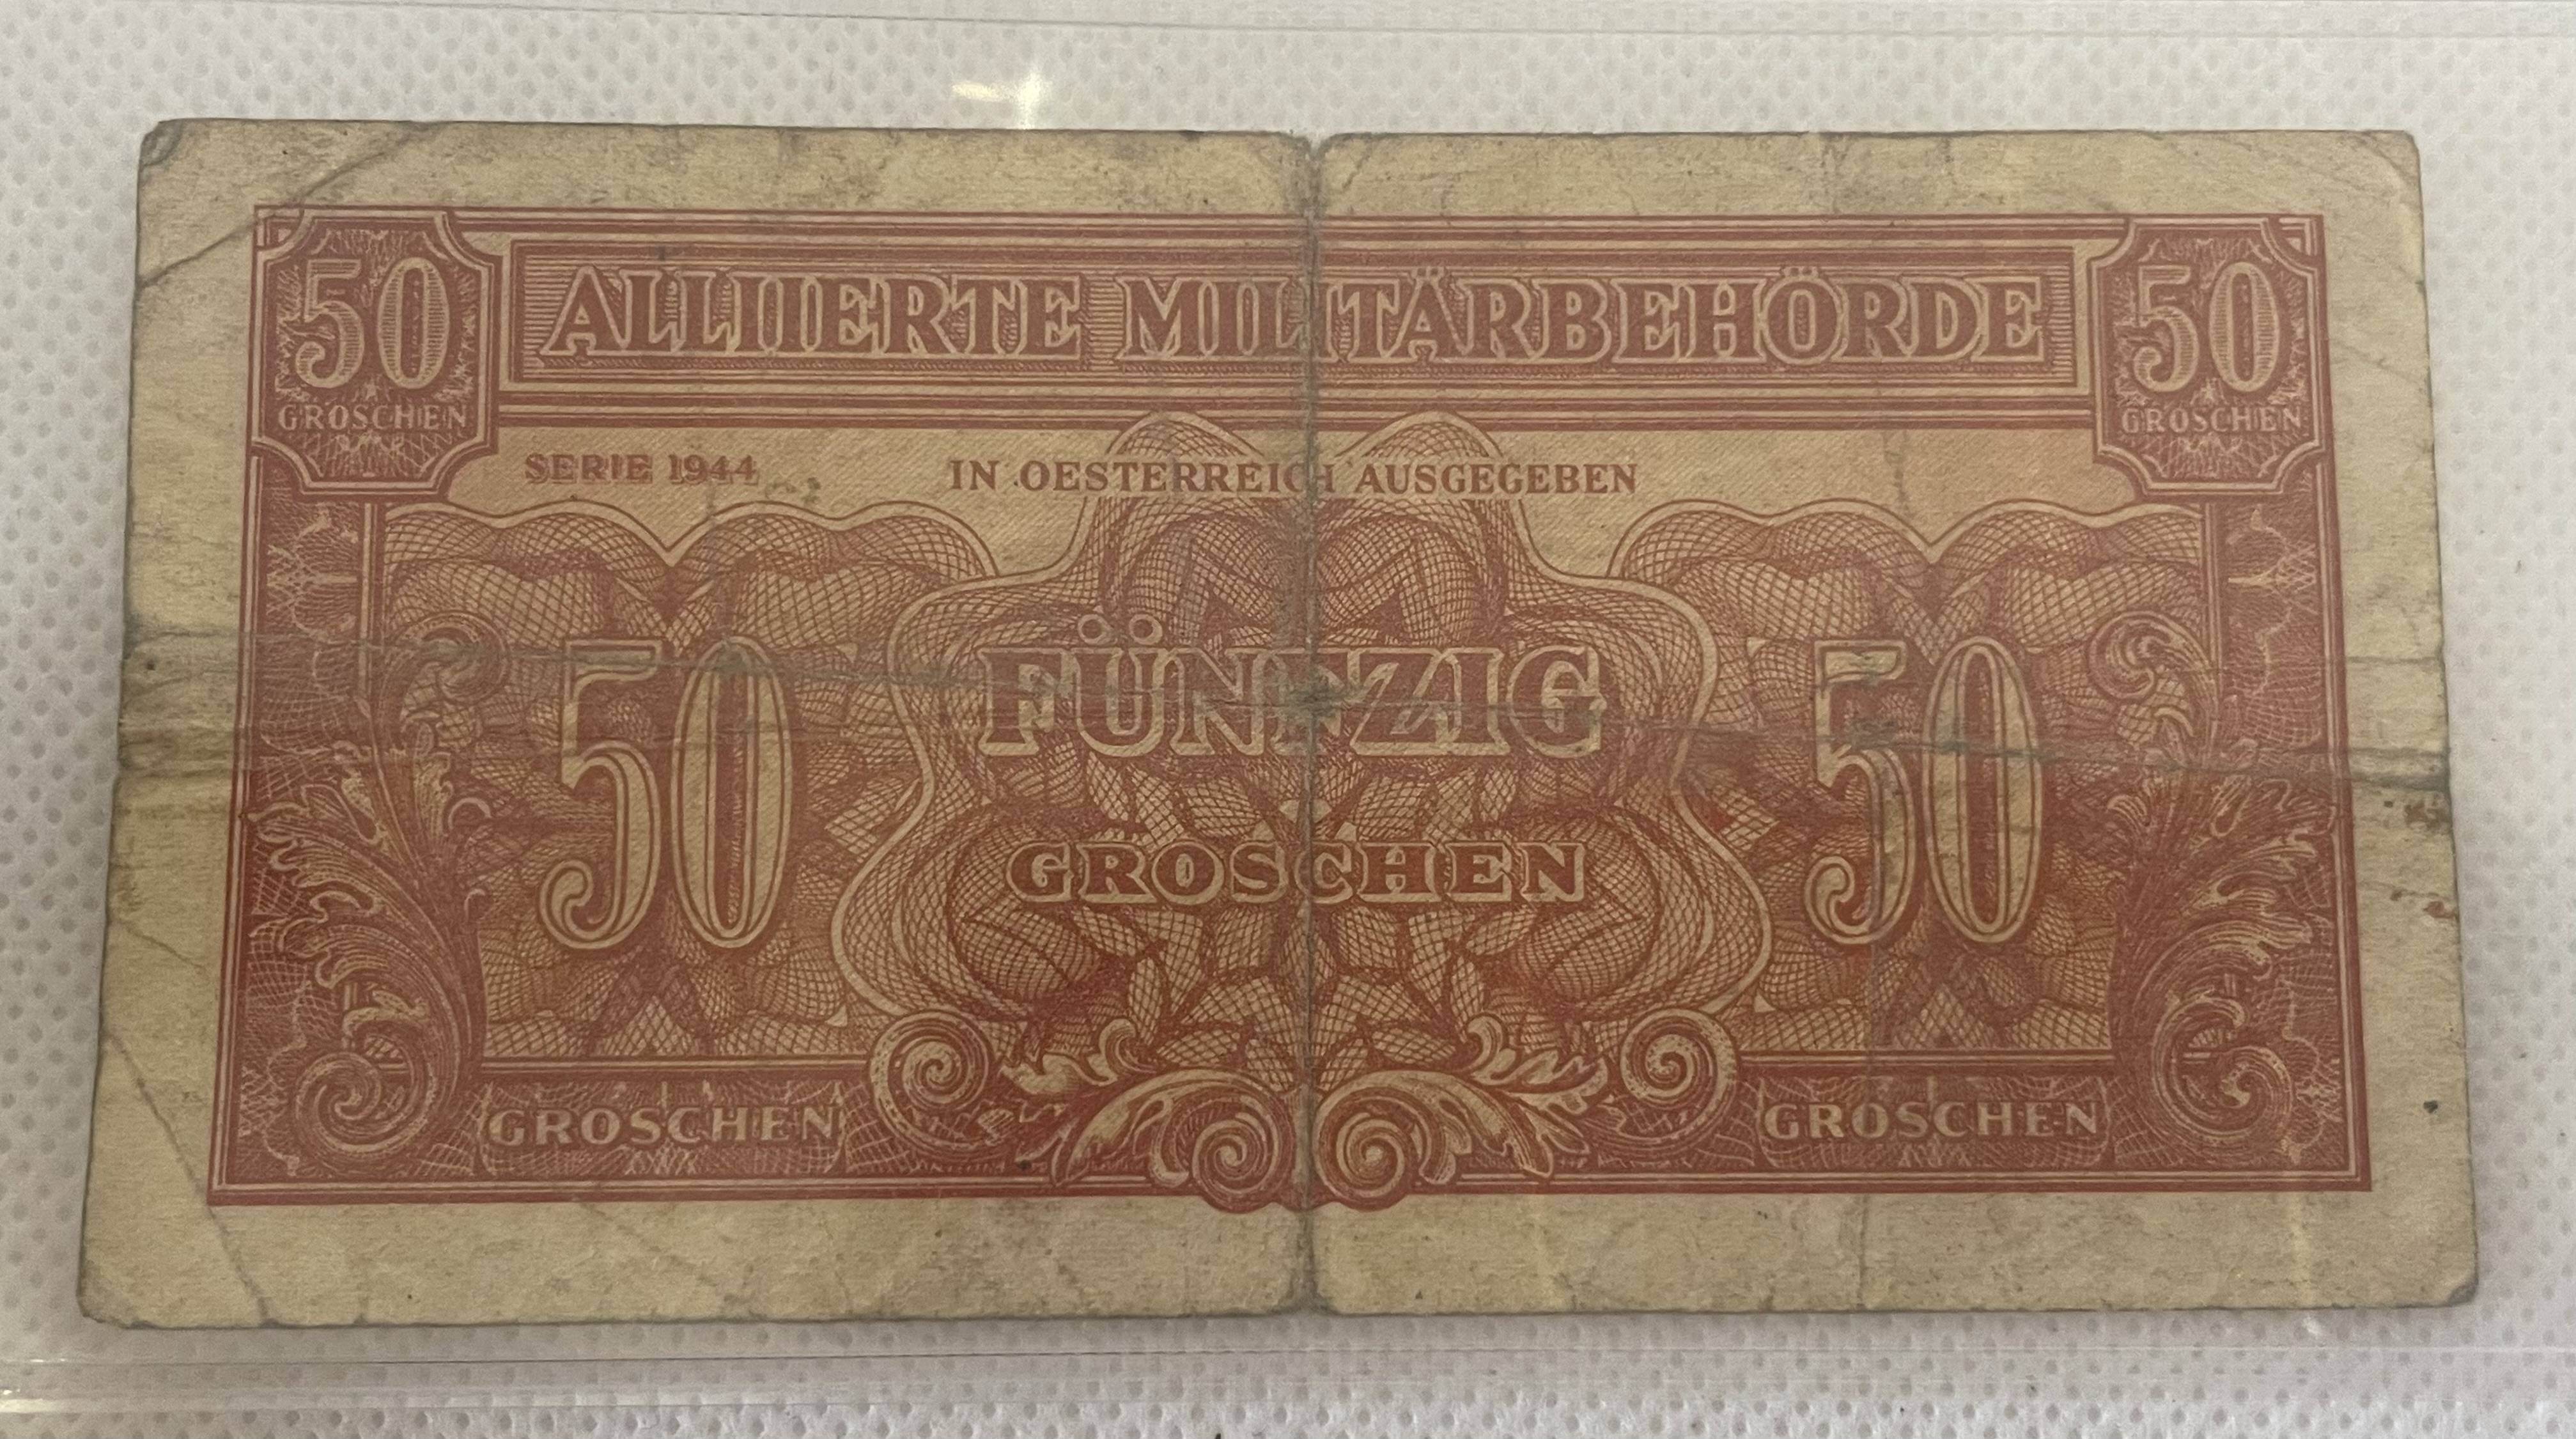 50 ALLIIERTE MILITÄRBEHÖRDE 50
GROSCHEN GROSCHEN
SERIE 1944 IN OESTERREICH AUSGEGEBEN
50 FÜNFZIG 50
GROSCHEN
GROSCHEN GROSCHEN